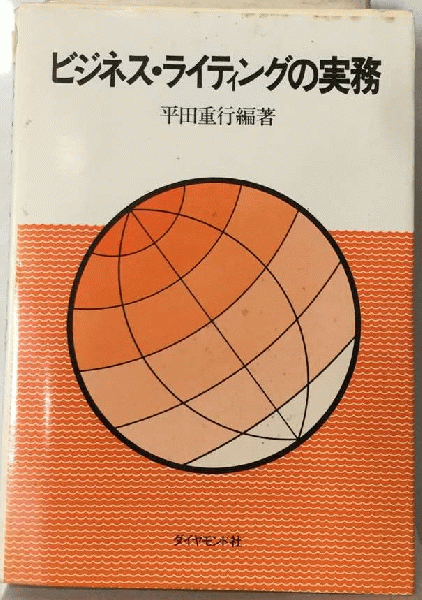 ビジネス・ライティングの実務
平田重行編著
ダイヤモンド社